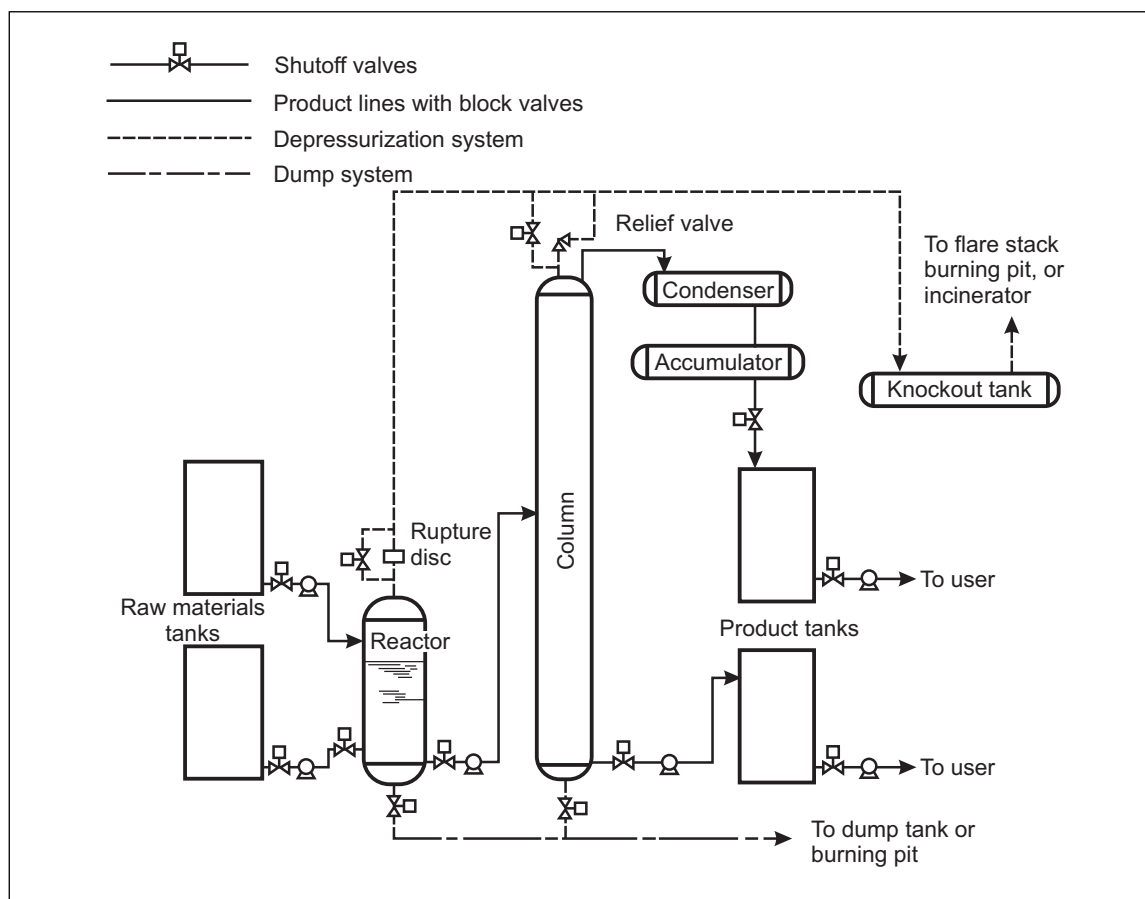 Shutoff valves
Product lines with block valves
Depressurization system
Dump system
Relief valve
To flare stack
burning pit, or
incinerator
Condenser
Accumulator
Knockout tank
Rupture
disc
Column
To user
Raw materials
tanks
Reactor
Product tanks
To user
To dump tank or
burning pit